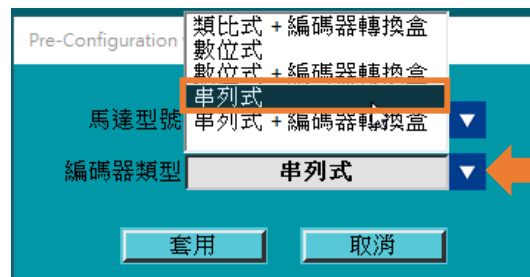 Pre-Configuration
類比式 + 編碼器轉換盒
數位式
數位式 + 編碼器轉換盒
串列式
馬達型號 串列式 + 編碼器轉換盒
編碼器類型 串列式
套用 取消